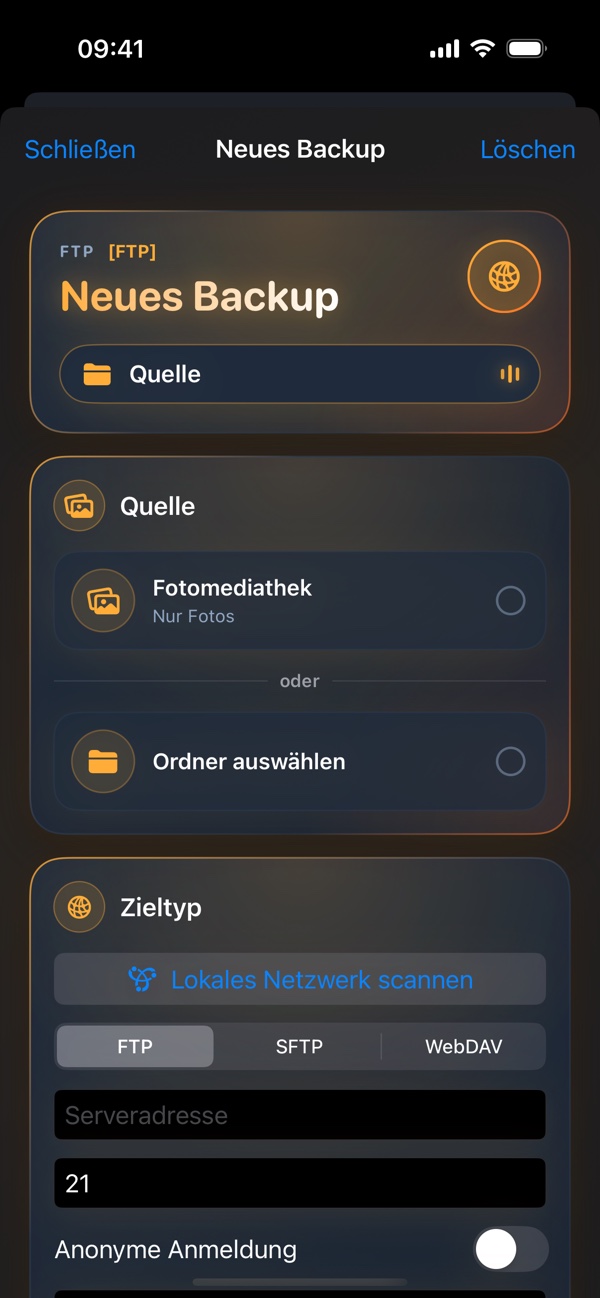 09:41
Schließen Neues Backup Löschen
FTP [FTP]
Neues Backup
Quelle
Quelle
Fotomediathek
Nur Fotos
oder
Ordner auswählen
Zieltyp
Lokales Netzwerk scannen
FTP SFTP WebDAV
Serveradresse
21
Anonyme Anmeldung